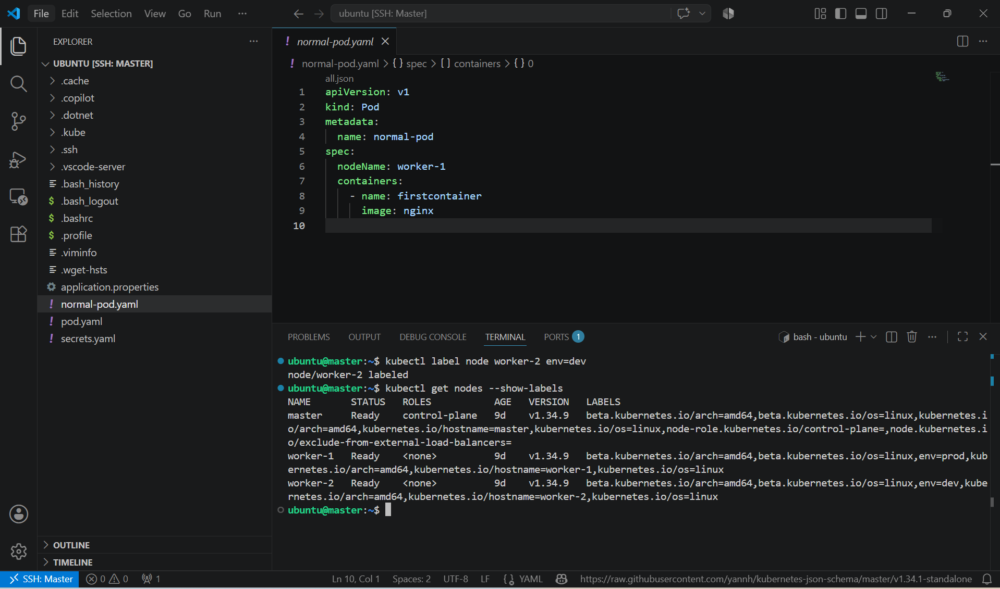 File Edit Selection View Go Run ···
ubuntu [SSH: Master]
EXPLORER
UBUNTU [SSH: MASTER]
.cache
.copilot
.dotnet
.kube
.ssh
.vscode-server
.bash_history
$ .bash_logout
$ .bashrc
$ .profile
.viminfo
.wget-hsts
application.properties
! normal-pod.yaml
! pod.yaml
! secrets.yaml
OUTLINE
TIMELINE
! normal-pod.yaml
! normal-pod.yaml > { } spec > [ ] containers > { } 0
all.json
1 apiVersion: v1
2 kind: Pod
3 metadata:
4 name: normal-pod
5 spec:
6 nodeName: worker-1
7 containers:
8 - name: firstcontainer
9 image: nginx
10
PROBLEMS OUTPUT DEBUG CONSOLE TERMINAL PORTS 1
bash - ubuntu
ubuntu@master:~$ kubectl label node worker-2 env=dev
node/worker-2 labeled
ubuntu@master:~$ kubectl get nodes --show-labels
NAME STATUS ROLES AGE VERSION LABELS
master Ready control-plane 9d v1.34.9 beta.kubernetes.io/arch=amd64,beta.kubernetes.io/os=linux,kubernetes.i
o/arch=amd64,kubernetes.io/hostname=master,kubernetes.io/os=linux,node-role.kubernetes.io/control-plane=,node.kubernetes.i
o/exclude-from-external-load-balancers=
worker-1 Ready <none> 9d v1.34.9 beta.kubernetes.io/arch=amd64,beta.kubernetes.io/os=linux,env=prod,kub
ernetes.io/arch=amd64,kubernetes.io/hostname=worker-1,kubernetes.io/os=linux
worker-2 Ready <none> 9d v1.34.9 beta.kubernetes.io/arch=amd64,beta.kubernetes.io/os=linux,env=dev,kube
rnetes.io/arch=amd64,kubernetes.io/hostname=worker-2,kubernetes.io/os=linux
ubuntu@master:~$
SSH: Master 0 0 1 Ln 10, Col 1 Spaces: 2 UTF-8 LF YAML https://raw.githubusercontent.com/yannh/kubernetes-json-schema/master/v1.34.1-standalone